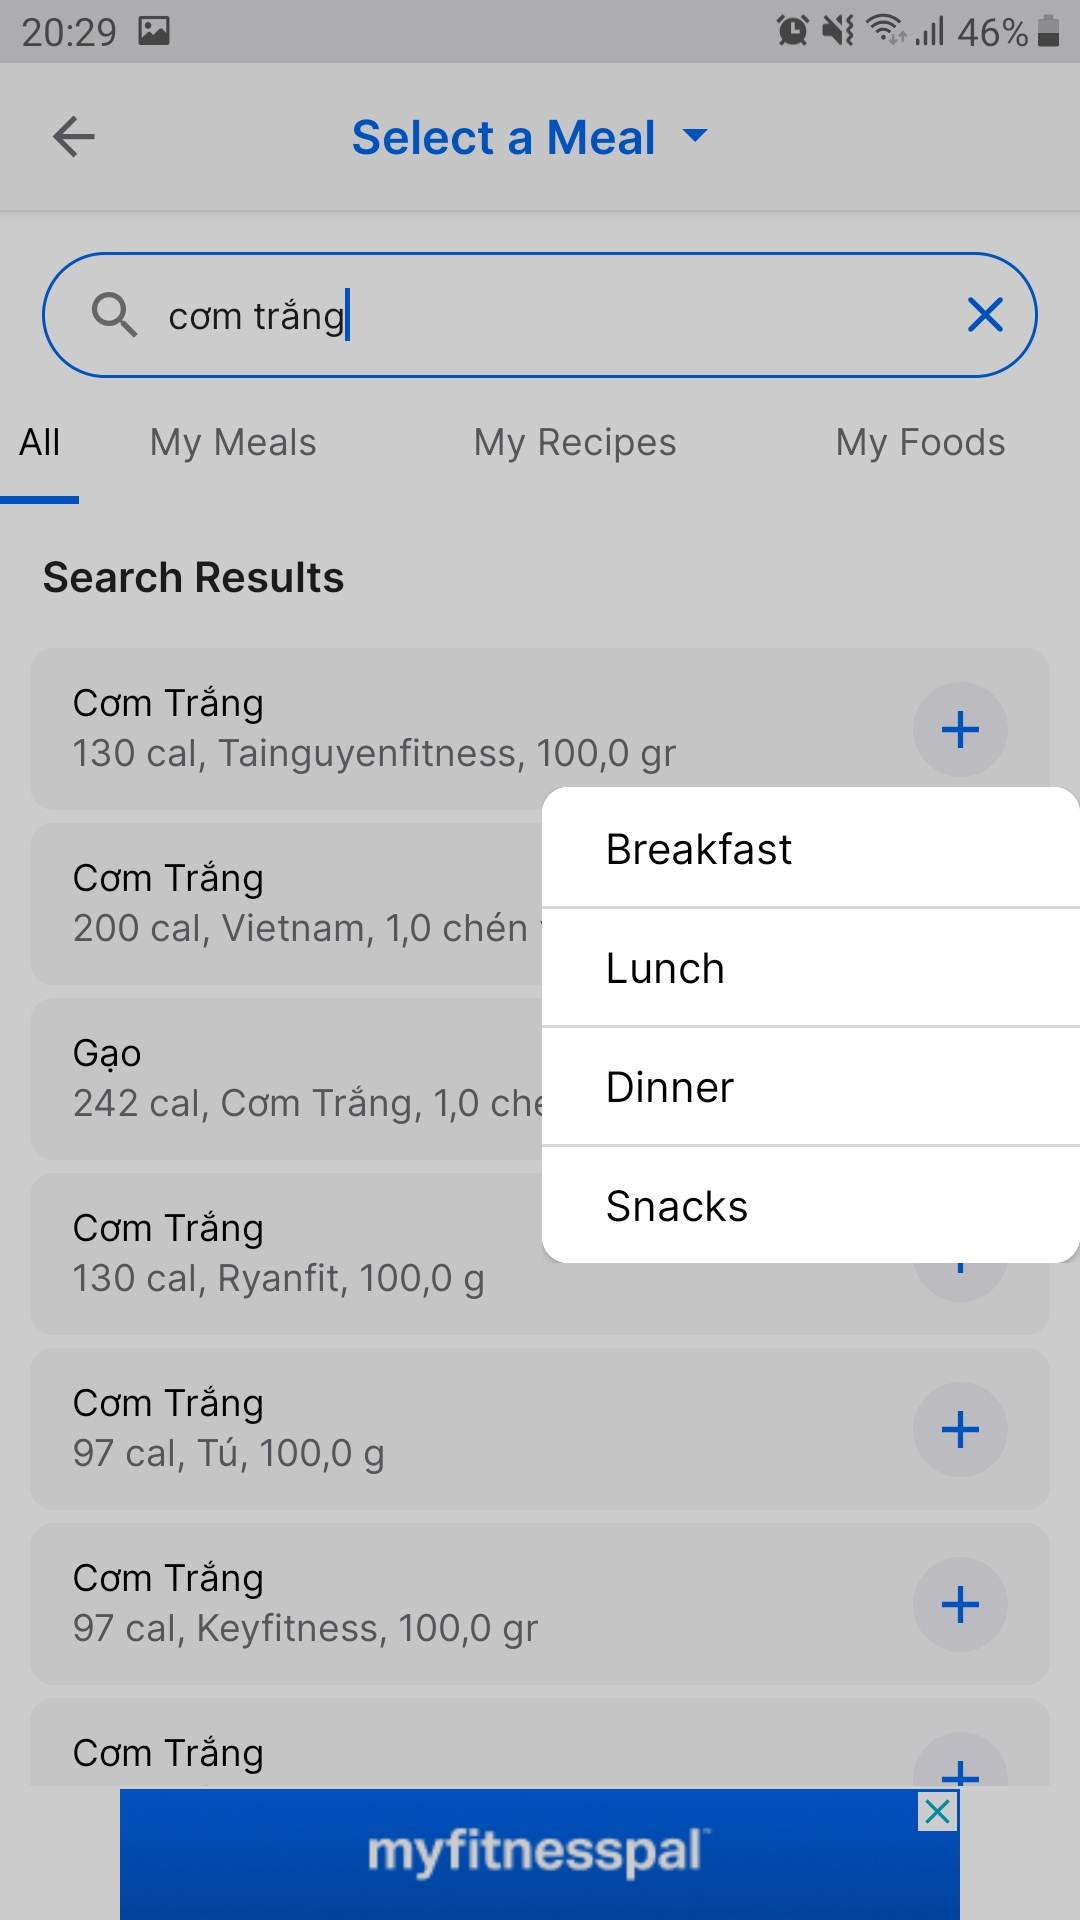 20:29 46%
Select a Meal
cơm trắng
All My Meals My Recipes My Foods
Search Results
Cơm Trắng
130 cal, Tainguyenfitness, 100,0 gr
Breakfast
Cơm Trắng
200 cal, Vietnam, 1,0 chén
Lunch
Gạo
242 cal, Cơm Trắng, 1,0
Dinner
Snacks
Cơm Trắng
130 cal, Ryanfit, 100,0 g
Cơm Trắng
97 cal, Tú, 100,0 g
Cơm Trắng
97 cal, Keyfitness, 100,0 gr
Cơm Trắng
myfitnesspal